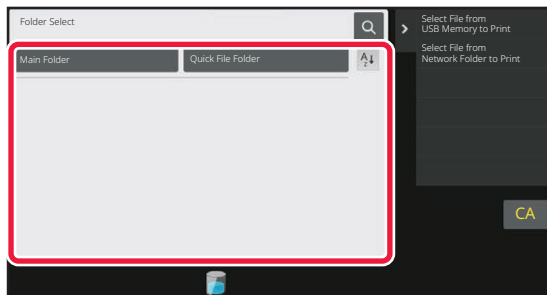 Folder Select
Main Folder
Quick File Folder
A
z
Select File from
USB Memory to Print
Select File from
Network Folder to Print
CA